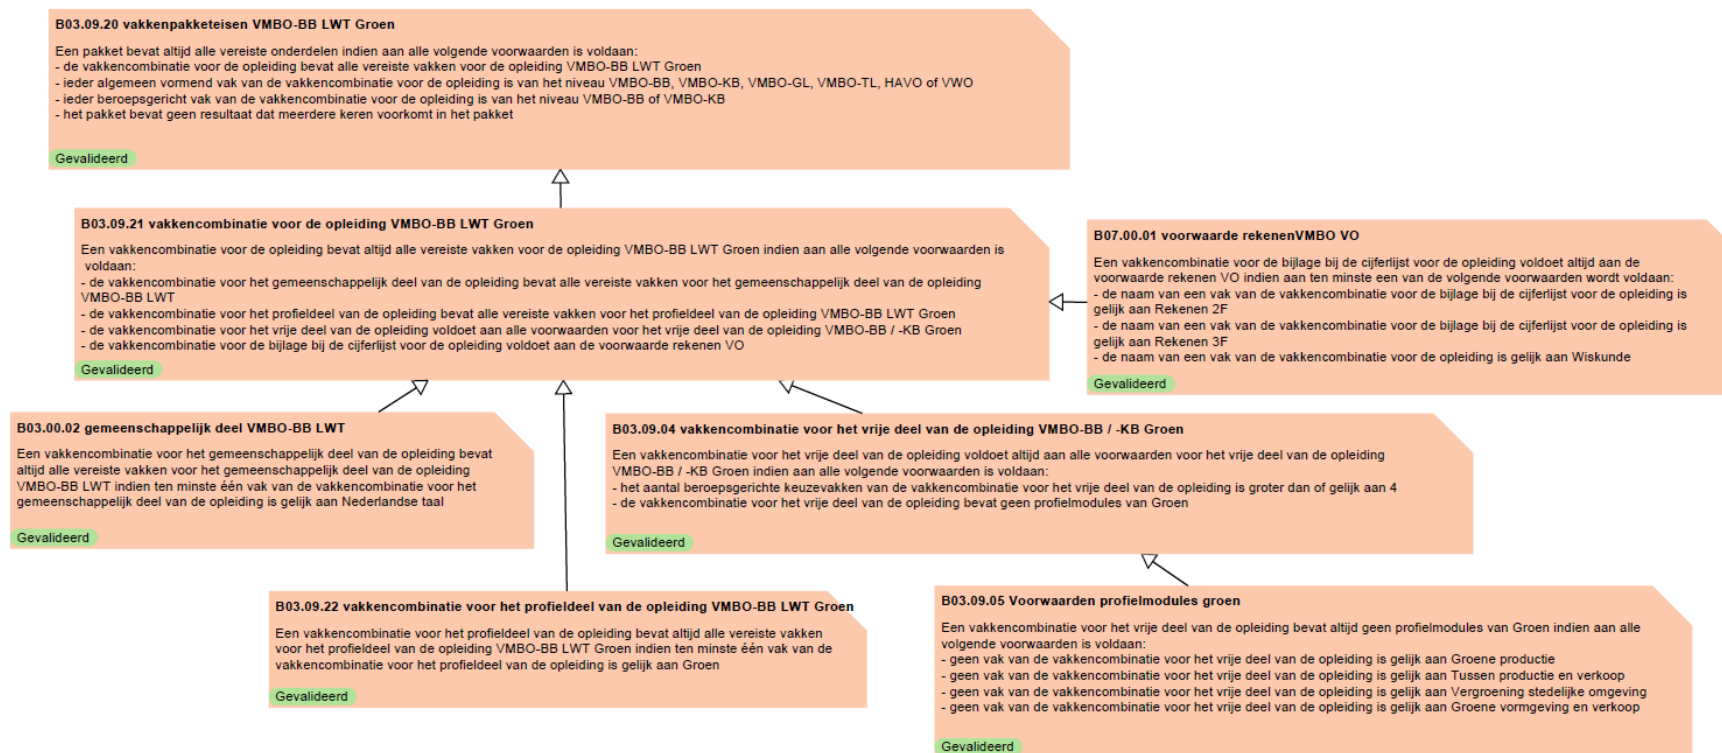 B03.09.20 vakkenpakketeisen VMBO-BB LWT Groen
Een pakket bevat altijd alle vereiste onderdelen indien aan alle volgende voorwaarden is voldaan:
- de vakkencombinatie voor de opleiding bevat alle vereiste vakken voor de opleiding VMBO-BB LWT Groen
- ieder algemeen vormend vak van de vakkencombinatie voor de opleiding is van het niveau VMBO-BB, VMBO-KB, VMBO-GL, VMBO-TL, HAVO of VWO
- ieder beroepsgericht vak van de vakkencombinatie voor de opleiding is van het niveau VMBO-BB of VMBO-KB
- het pakket bevat geen resultaat dat meerdere keren voorkomt in het pakket
Gevalideerd
B03.09.21 vakkencombinatie voor de opleiding VMBO-BB LWT Groen
Een vakkencombinatie voor de opleiding bevat altijd alle vereiste vakken voor de opleiding VMBO-BB LWT Groen indien aan alle volgende voorwaarden is
voldaan:
- de vakkencombinatie voor het gemeenschappelijk deel van de opleiding bevat alle vereiste vakken voor het gemeenschappelijk deel van de opleiding
VMBO-BB LWT
- de vakkencombinatie voor het profieldeel van de opleiding bevat alle vereiste vakken voor het profieldeel van de opleiding VMBO-BB LWT Groen
- de vakkencombinatie voor het vrije deel van de opleiding voldoet aan alle voorwaarden voor het vrije deel van de opleiding VMBO-BB / -KB Groen
- de vakkencombinatie voor de bijlage bij de cijferlijst voor de opleiding voldoet aan de voorwaarde rekenen VO
Gevalideerd
B07.00.01 voorwaarde rekenenVMBO VO
Een vakkencombinatie voor de bijlage bij de cijferlijst voor de opleiding voldoet altijd aan de
voorwaarde rekenen VO indien aan ten minste een van de volgende voorwaarden wordt voldaan:
- de naam van een vak van de vakkencombinatie voor de bijlage bij de cijferlijst voor de opleiding is
gelijk aan Rekenen 2F
- de naam van een vak van de vakkencombinatie voor de bijlage bij de cijferlijst voor de opleiding is
gelijk aan Rekenen 3F
- de naam van een vak van de vakkencombinatie voor de opleiding is gelijk aan Wiskunde
Gevalideerd
B03.00.02 gemeenschappelijk deel VMBO-BB LWT
Een vakkencombinatie voor het gemeenschappelijk deel van de opleiding bevat
altijd alle vereiste vakken voor het gemeenschappelijk deel van de opleiding
VMBO-BB LWT indien ten minste één vak van de vakkencombinatie voor het
gemeenschappelijk deel van de opleiding is gelijk aan Nederlandse taal
Gevalideerd
B03.09.04 vakkencombinatie voor het vrije deel van de opleiding VMBO-BB / -KB Groen
Een vakkencombinatie voor het vrije deel van de opleiding voldoet altijd aan alle voorwaarden voor het vrije deel van de opleiding
VMBO-BB / -KB Groen indien aan alle volgende voorwaarden is voldaan:
- het aantal beroepsgerichte keuzevakken van de vakkencombinatie voor het vrije deel van de opleiding is groter dan of gelijk aan 4
- de vakkencombinatie voor het vrije deel van de opleiding bevat geen profielmodules van Groen
Gevalideerd
B03.09.22 vakkencombinatie voor het profieldeel van de opleiding VMBO-BB LWT Groen
Een vakkencombinatie voor het profieldeel van de opleiding bevat altijd alle vereiste vakken
voor het profieldeel van de opleiding VMBO-BB LWT Groen indien ten minste één vak van de
vakkencombinatie voor het profieldeel van de opleiding is gelijk aan Groen
Gevalideerd
B03.09.05 Voorwaarden profielmodules groen
Een vakkencombinatie voor het vrije deel van de opleiding bevat altijd geen profielmodules van Groen indien aan alle
volgende voorwaarden is voldaan:
- geen vak van de vakkencombinatie voor het vrije deel van de opleiding is gelijk aan Groene productie
- geen vak van de vakkencombinatie voor het vrije deel van de opleiding is gelijk aan Tussen productie en verkoop
- geen vak van de vakkencombinatie voor het vrije deel van de opleiding is gelijk aan Vergroening stedelijke omgeving
- geen vak van de vakkencombinatie voor het vrije deel van de opleiding is gelijk aan Groene vormgeving en verkoop
Gevalideerd